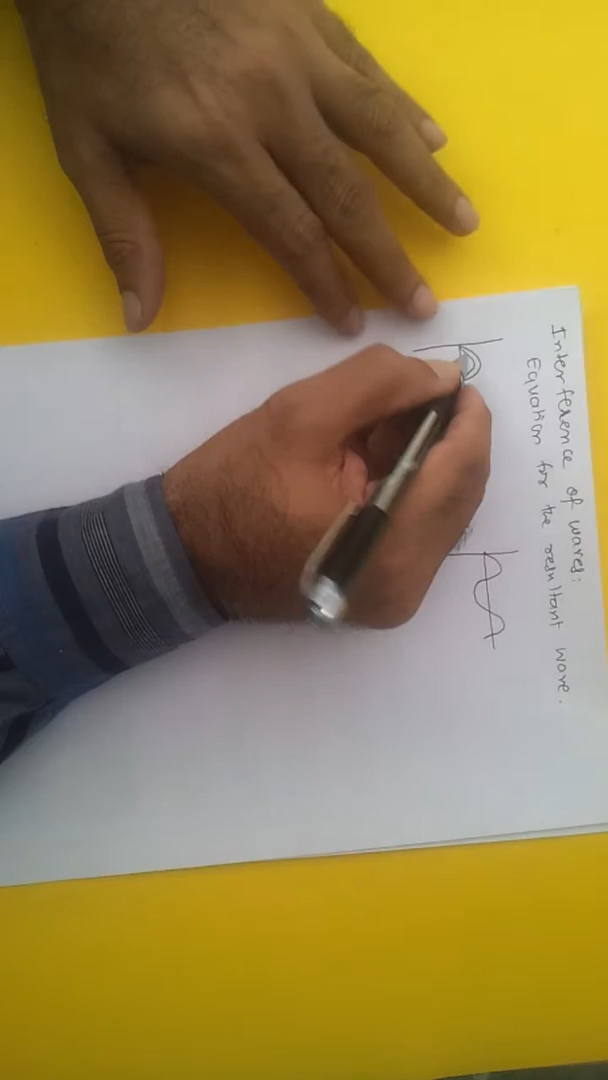 Interference of waves:
Equation for the resultant wave.